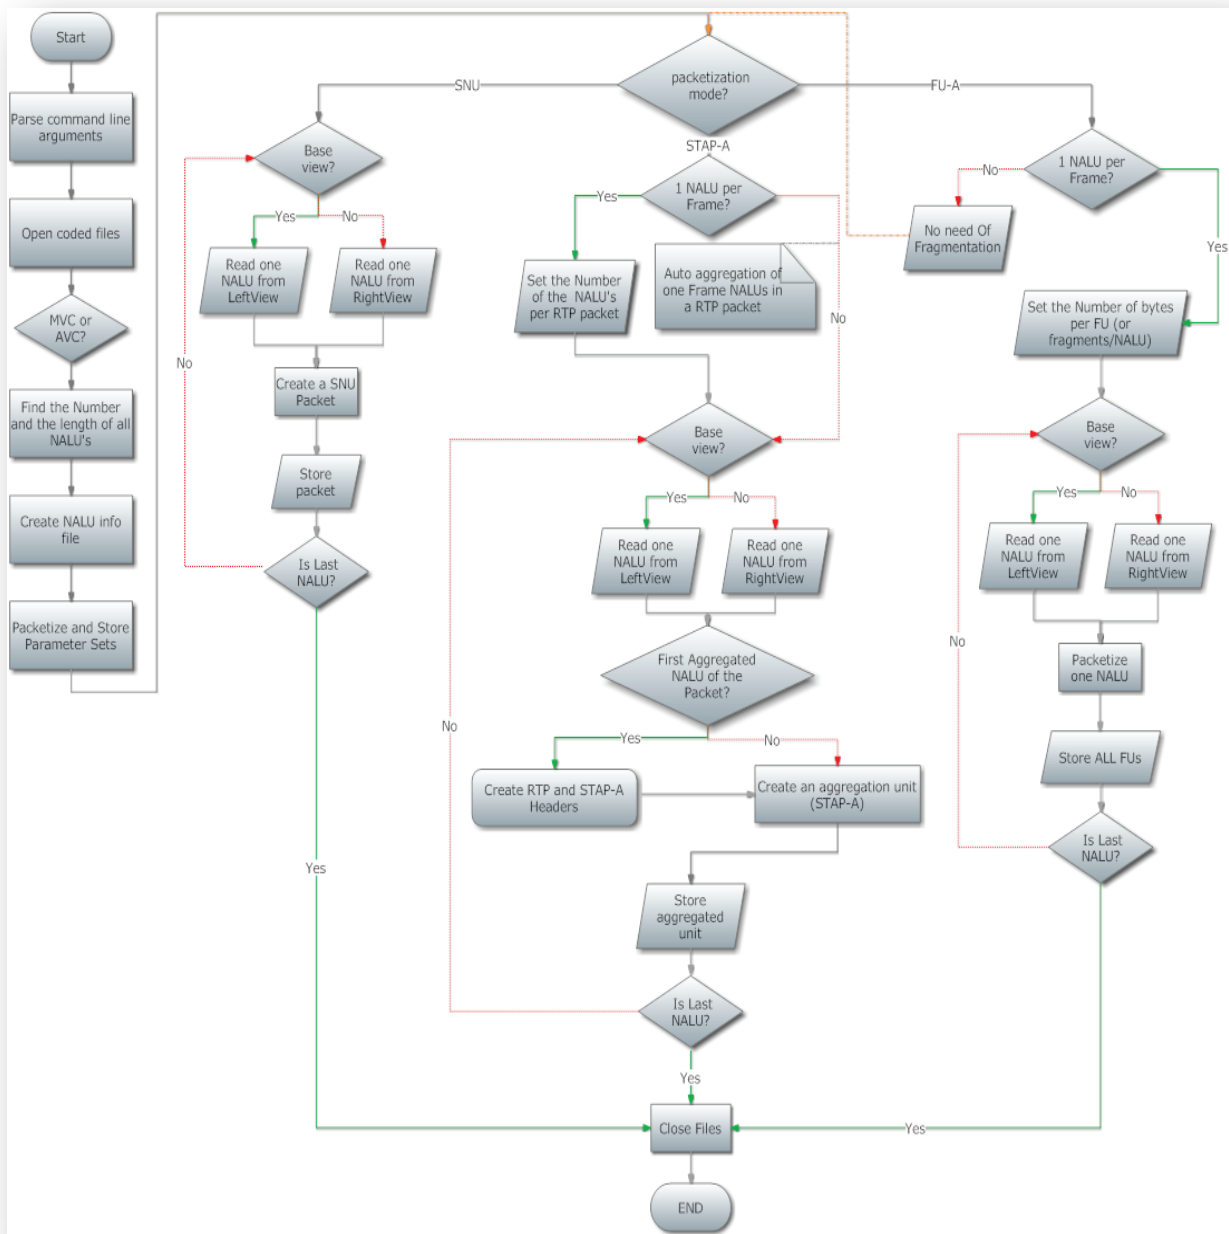 Start
Parse command line
arguments
Open coded files
MVC or
AVC?
Find the Number
and the length of all
NALU's
Create NALU info
file
Packetize and Store
Parameter Sets
packetization
mode?
SNU
STAP-A
FU-A
Base
view?
Yes
No
Read one
NALU from
LeftView
Read one
NALU from
RightView
Create a SNU
Packet
Store
packet
Is Last
NALU?
No
Yes
1 NALU per
Frame?
Yes
Set the Number
of the NALU's
per RTP packet
Auto aggregation of
one Frame NALUs in
a RTP packet
No
Base
view?
Yes
No
Read one
NALU from
LeftView
Read one
NALU from
RightView
First Aggregated
NALU of the
Packet?
Yes
No
Create RTP and STAP-A
Headers
Create an aggregation unit
(STAP-A)
Store
aggregated
unit
Is Last
NALU?
No
Yes
1 NALU per
Frame?
No
Yes
No need Of
Fragmentation
Set the Number of bytes
per FU (or
fragments/NALU)
Base
view?
Yes
No
Read one
NALU from
LeftView
Read one
NALU from
RightView
Packetize
one NALU
Store ALL FUs
Is Last
NALU?
No
Yes
Close Files
END